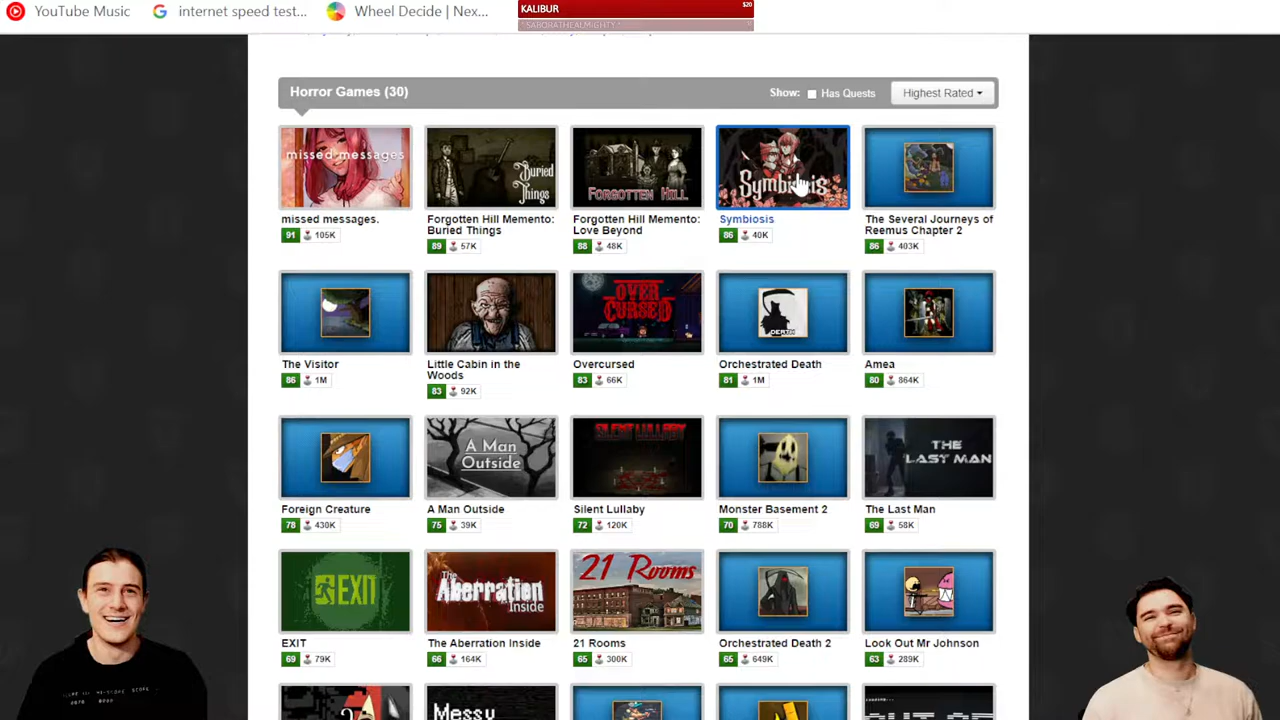 YouTube Music
internet speed test...
Wheel Decide | Nex...
KALIBUR
$20
*SABORATHEALMIGHTY*
Horror Games (30)
Show:
Has Quests
Highest Rated
missed messages
Buried
Things
FORGOTTEN HILL
Symbiosis
missed messages.
91
105K
Forgotten Hill Memento:
Buried Things
89
57K
Forgotten Hill Memento:
Love Beyond
88
48K
Symbiosis
86
40K
The Several Journeys of
Reemus Chapter 2
86
403K
OVER
CURSED
DEATH
The Visitor
86
1M
Little Cabin in the
Woods
83
92K
Overcursed
83
66K
Orchestrated Death
81
1M
Amea
80
864K
A Man
Outside
SILENT LULLABY
THE
LAST MAN
Foreign Creature
78
430K
A Man Outside
75
39K
Silent Lullaby
72
120K
Monster Basement 2
70
788K
The Last Man
69
58K
EXIT
The
Aberration
Inside
21 Rooms
EXIT
69
79K
The Aberration Inside
66
164K
21 Rooms
65
300K
Orchestrated Death 2
65
649K
Look Out Mr Johnson
63
289K
Messy